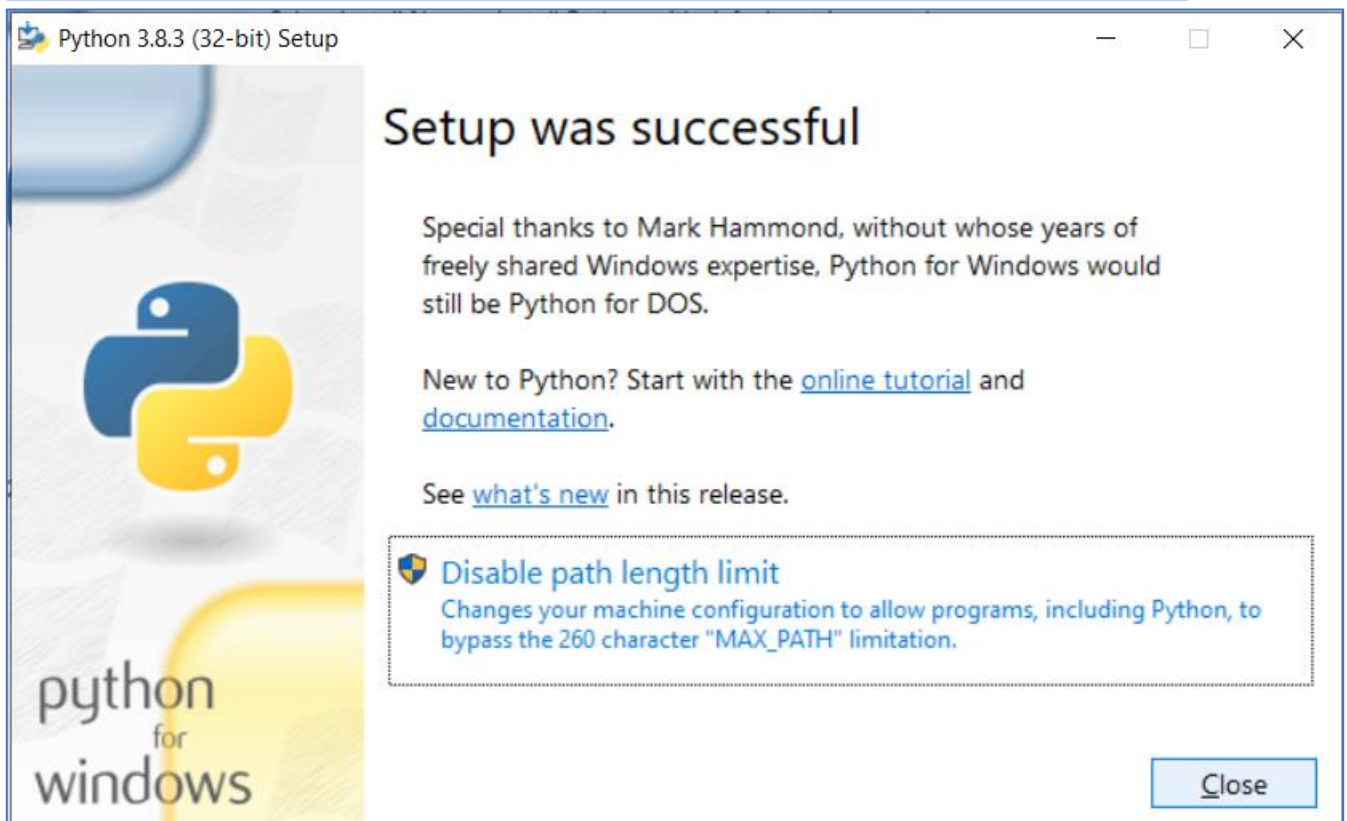 Python 3.8.3 (32-bit) Setup
Setup was successful
Special thanks to Mark Hammond, without whose years of
freely shared Windows expertise, Python for Windows would
still be Python for DOS.
New to Python? Start with the online tutorial and
documentation.
See what's new in this release.
Disable path length limit
Changes your machine configuration to allow programs, including Python, to
bypass the 260 character "MAX_PATH" limitation.
python
for
windows
Close